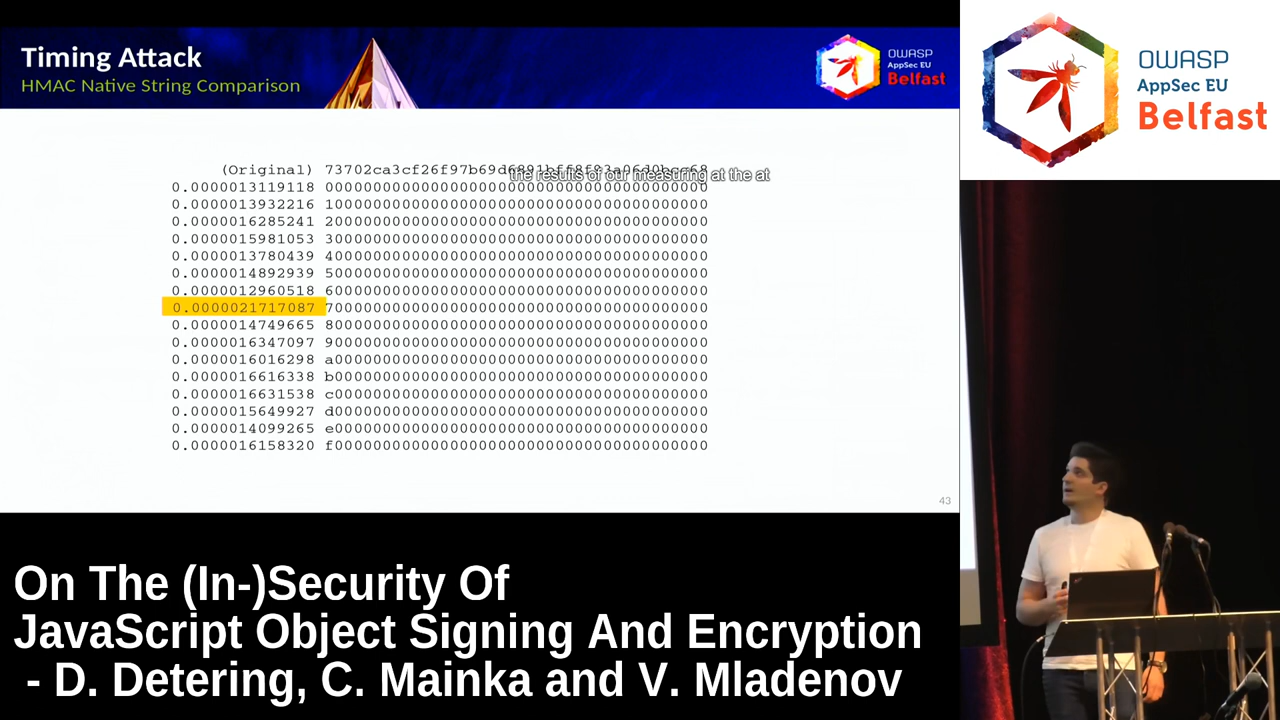 Timing Attack
HMAC Native String Comparison
OWASP
AppSec EU
Belfast
OWASP
AppSec EU
Belfast
(Original)
the results of our measuring at the at
0.0000013119118 0000000000000000000000000000000000000000
0.0000013932216 1000000000000000000000000000000000000000
0.0000016285241 2000000000000000000000000000000000000000
0.0000015981053 3000000000000000000000000000000000000000
0.0000013780439 4000000000000000000000000000000000000000
0.0000014892939 5000000000000000000000000000000000000000
0.0000012960518 6000000000000000000000000000000000000000
0.0000021717087 7000000000000000000000000000000000000000
0.0000014749665 8000000000000000000000000000000000000000
0.0000016347097 9000000000000000000000000000000000000000
0.0000016016298 a000000000000000000000000000000000000000
0.0000016616338 b000000000000000000000000000000000000000
0.0000016631538 c000000000000000000000000000000000000000
0.0000015649927 d000000000000000000000000000000000000000
0.0000014099265 e000000000000000000000000000000000000000
0.0000016158320 f000000000000000000000000000000000000000
43
On The (In-)Security Of
JavaScript Object Signing And Encryption
- D. Detering, C. Mainka and V. Mladenov